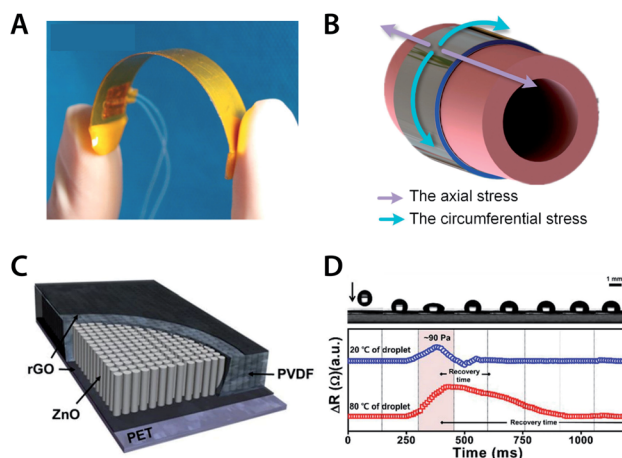 A
B
The axial stress
The circumferential stress
C
rGO
ZnO
PVDF
PET
D
1 mm
~90 Pa
20 ℃ of droplet
Recovery
time
80 ℃ of droplet
Recovery time
ΔR (Ω)(a.u.)
0 250 500 750 1000
Time (ms)